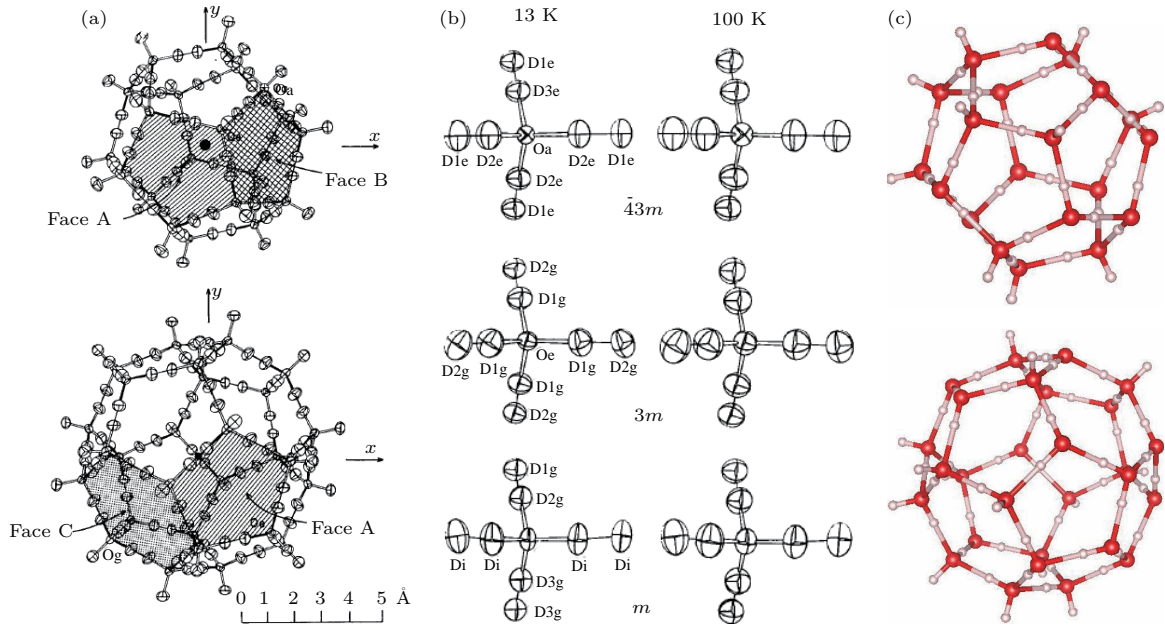 (a)
y
Oa
x
Face B
Face A
y
x
Face C
Face A
Og
0 1 2 3 4 5 Å
(b) 13 K 100 K
D1e
D3e
Oa
D1e D2e D2e D1e
D2e
D1e
4̄3m
D2g
D1g
Oe
D2g D1g D1g D2g
D1g
D2g
3m
D1g
D2g
Di Di Di Di
D3g
D3g
m
(c)